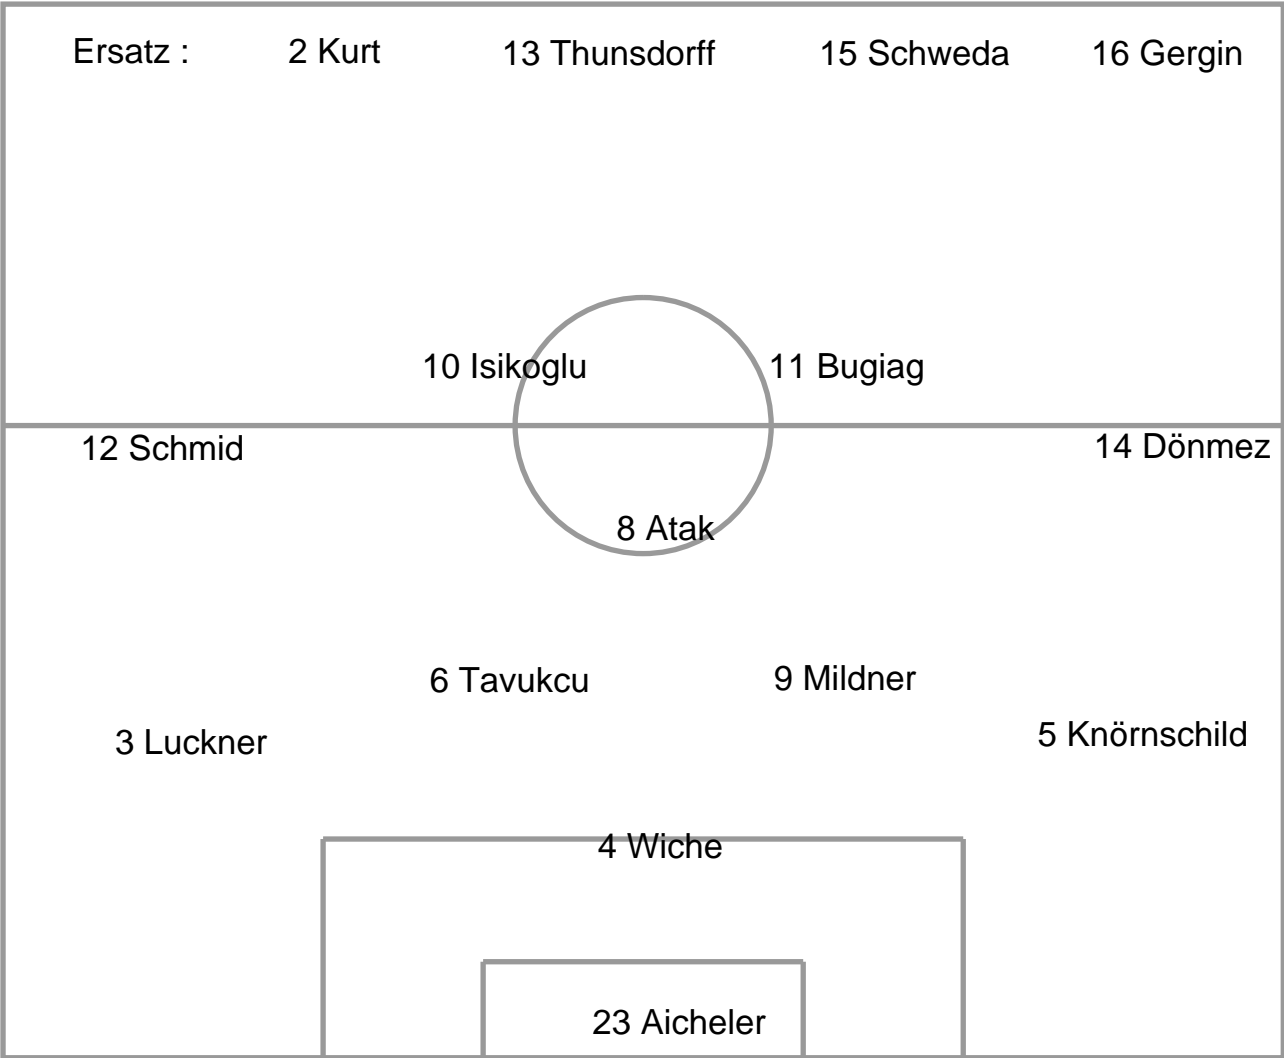 Ersatz : 2 Kurt 13 Thunsdorff 15 Schweda 16 Gergin
10 Isikoglu 11 Bugiag
12 Schmid 14 Dönmez
8 Atak
6 Tavukcu 9 Mildner
3 Luckner 5 Knörnschild
4 Wiche
23 Aicheler